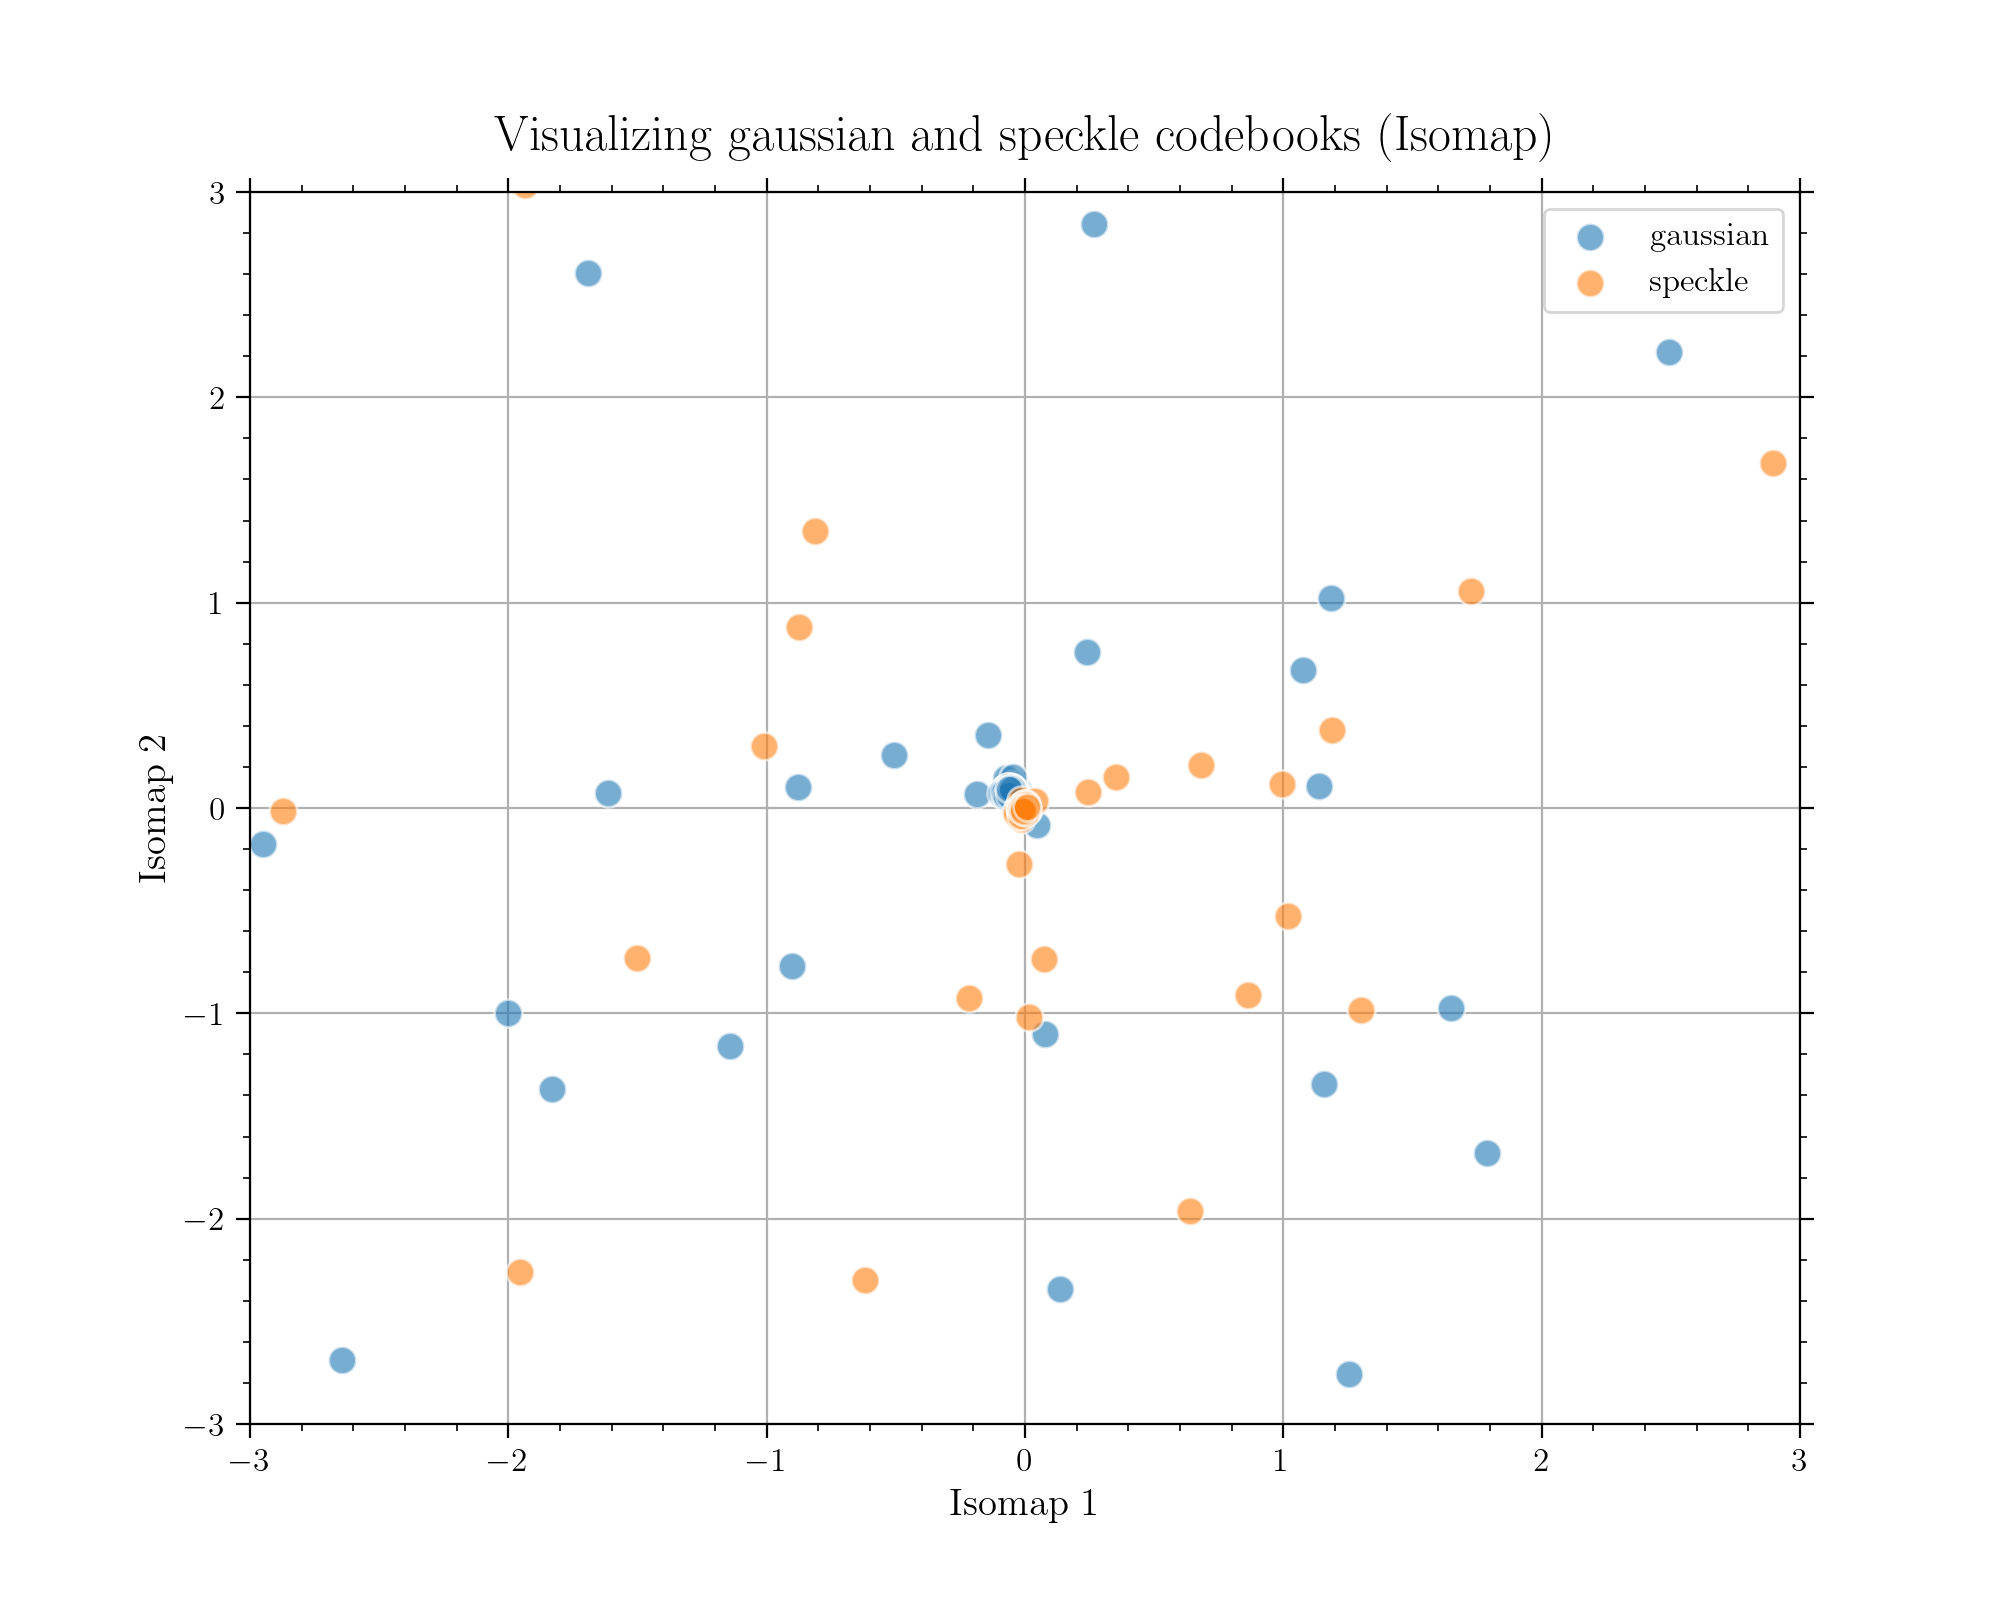 Visualizing gaussian and speckle codebooks (Isomap)
gaussian
speckle
3
2
1
0
−1
−2
−3
Isomap 2
−3
−2
−1
0
1
2
3
Isomap 1